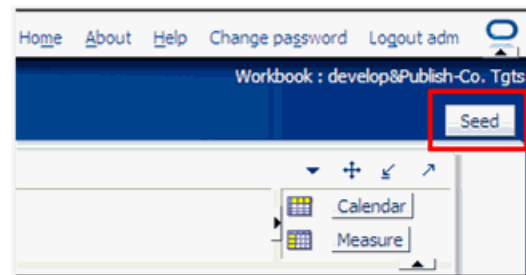 Home About Help Change password Logout adm
Workbook : develop&Publish-Co. Tgts
Seed
Calendar
Measure